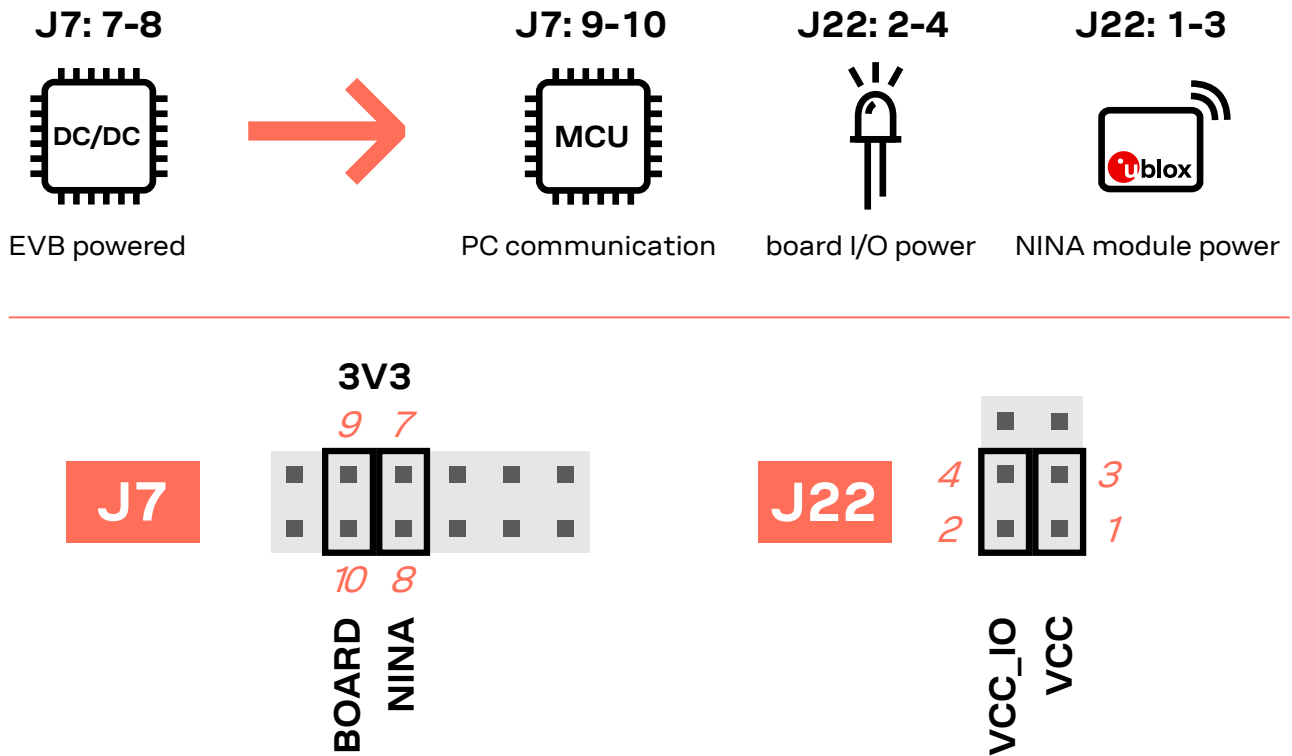 J7: 7-8
J7: 9-10
J22: 2-4
J22: 1-3
DC/DC
MCU
ublox
EVB powered
PC communication
board I/O power
NINA module power
3V3
9 7
J7
10 8
BOARD
NINA
J22
4 3
2 1
VCC_IO
VCC